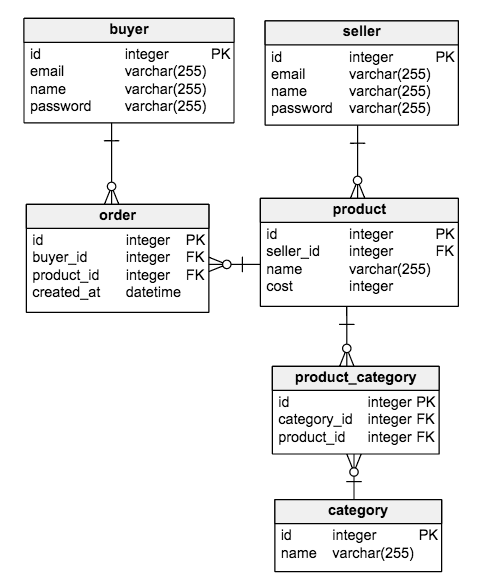 buyer
id integer PK
email varchar(255)
name varchar(255)
password varchar(255)
seller
id integer PK
email varchar(255)
name varchar(255)
password varchar(255)
order
id integer PK
buyer_id integer FK
product_id integer FK
created_at datetime
product
id integer PK
seller_id integer FK
name varchar(255)
cost integer
product_category
id integer PK
category_id integer FK
product_id integer FK
category
id integer PK
name varchar(255)